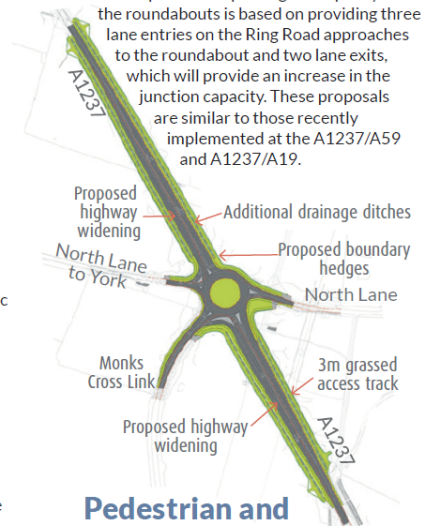 the roundabouts is based on providing three
lane entries on the Ring Road approaches
to the roundabout and two lane exits,
which will provide an increase in the
junction capacity. These proposals
are similar to those recently
implemented at the A1237/A59
and A1237/A19.
A1237
Proposed
highway
widening
Additional drainage ditches
Proposed boundary
hedges
North Lane
to York
North Lane
c
Monks
Cross Link
3m grassed
access track
Proposed highway
widening
A1237
e
Pedestrian and